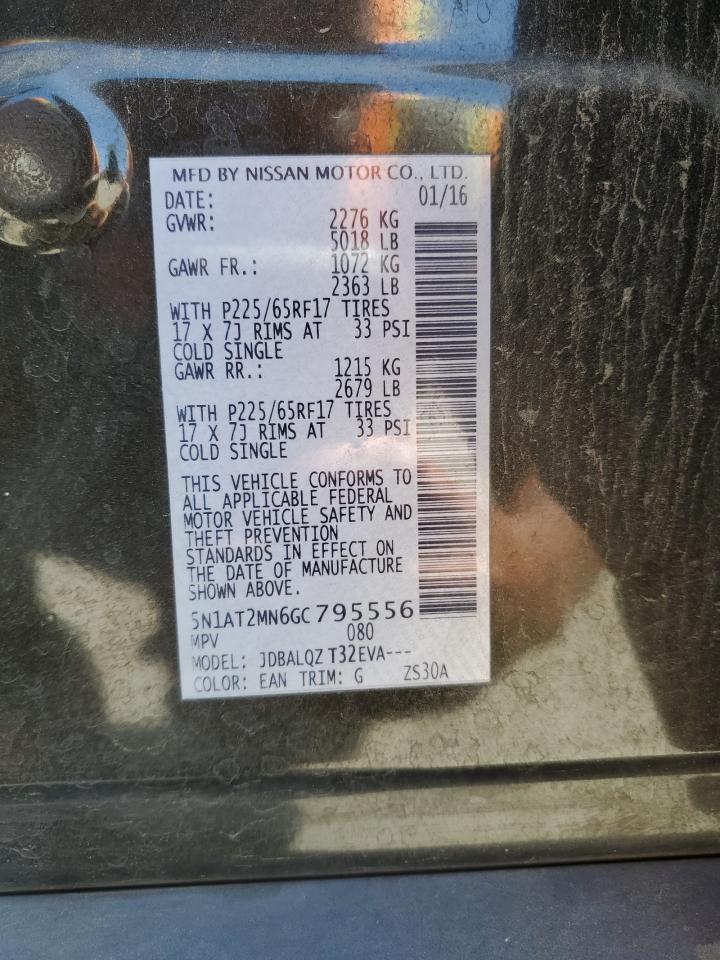 MFD BY NISSAN MOTOR CO., LTD.
DATE: 01/16
GVWR: 2276 KG
5018 LB
GAWR FR.: 1072 KG
2363 LB
WITH P225/65RF17 TIRES
17 X 7J RIMS AT 33 PSI
COLD SINGLE
GAWR RR.: 1215 KG
2679 LB
WITH P225/65RF17 TIRES
17 X 7J RIMS AT 33 PSI
COLD SINGLE
THIS VEHICLE CONFORMS TO
ALL APPLICABLE FEDERAL
MOTOR VEHICLE SAFETY AND
THEFT PREVENTION
STANDARDS IN EFFECT ON
THE DATE OF MANUFACTURE
SHOWN ABOVE.
5N1AT2MN6GC795556
MPV 080
MODEL: JDBALQZ T32EVA---
COLOR: EAN TRIM: G ZS30A